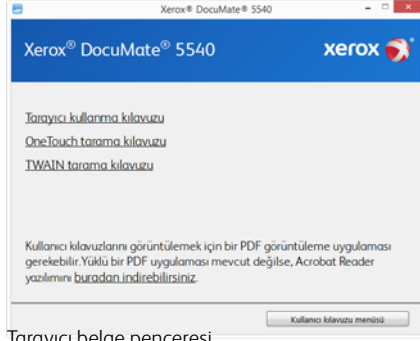 Xerox® DocuMate® 5540
Xerox® DocuMate® 5540
xerox
Tarayıcı kullanma kılavuzu
OneTouch tarama kılavuzu
TWAIN tarama kılavuzu
Kullanıcı kılavuzlarını görüntülemek için bir PDF görüntüleme uygulaması
gerekebilir.Yüklü bir PDF uygulaması mevcut değilse, Acrobat Reader
yazılımını buradan indirebilirsiniz.
Kullanıcı kılavuzu menüsü
Tarayıcı belge penceresi